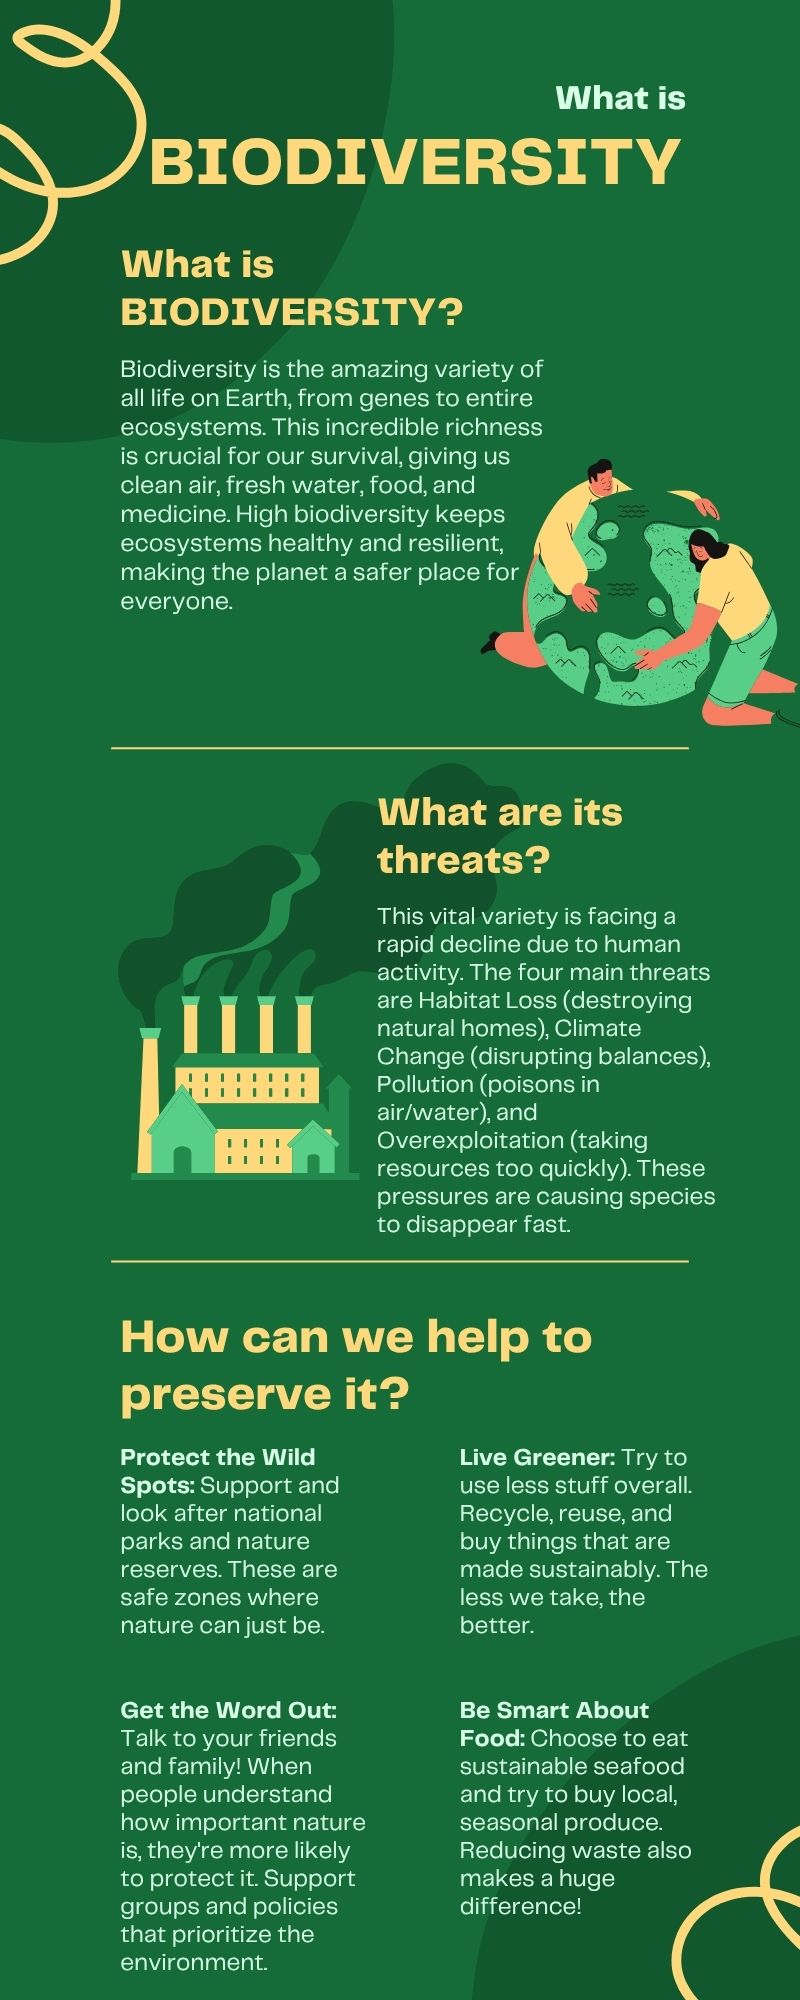 What is
BIODIVERSITY
What is
BIODIVERSITY?
Biodiversity is the amazing variety of
all life on Earth, from genes to entire
ecosystems. This incredible richness
is crucial for our survival, giving us
clean air, fresh water, food, and
medicine. High biodiversity keeps
ecosystems healthy and resilient,
making the planet a safer place for
everyone.
What are its
threats?
This vital variety is facing a
rapid decline due to human
activity. The four main threats
are Habitat Loss (destroying
natural homes), Climate
Change (disrupting balances),
Pollution (poisons in
air/water), and
Overexploitation (taking
resources too quickly). These
pressures are causing species
to disappear fast.
How can we help to
preserve it?
Protect the Wild
Spots: Support and
look after national
parks and nature
reserves. These are
safe zones where
nature can just be.
Live Greener: Try to
use less stuff overall.
Recycle, reuse, and
buy things that are
made sustainably. The
less we take, the
better.
Get the Word Out:
Talk to your friends
and family! When
people understand
how important nature
is, they're more likely
to protect it. Support
groups and policies
that prioritize the
environment.
Be Smart About
Food: Choose to eat
sustainable seafood
and try to buy local,
seasonal produce.
Reducing waste also
makes a huge
difference!